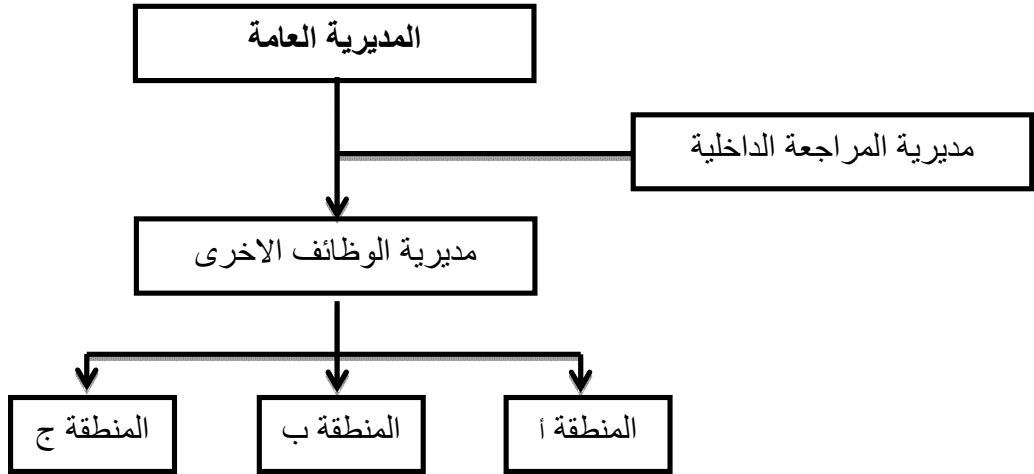 المديرية العامة
مديرية المراجعة الداخلية
مديرية الوظائف الاخرى
المنطقة أ
المنطقة ب
المنطقة ج